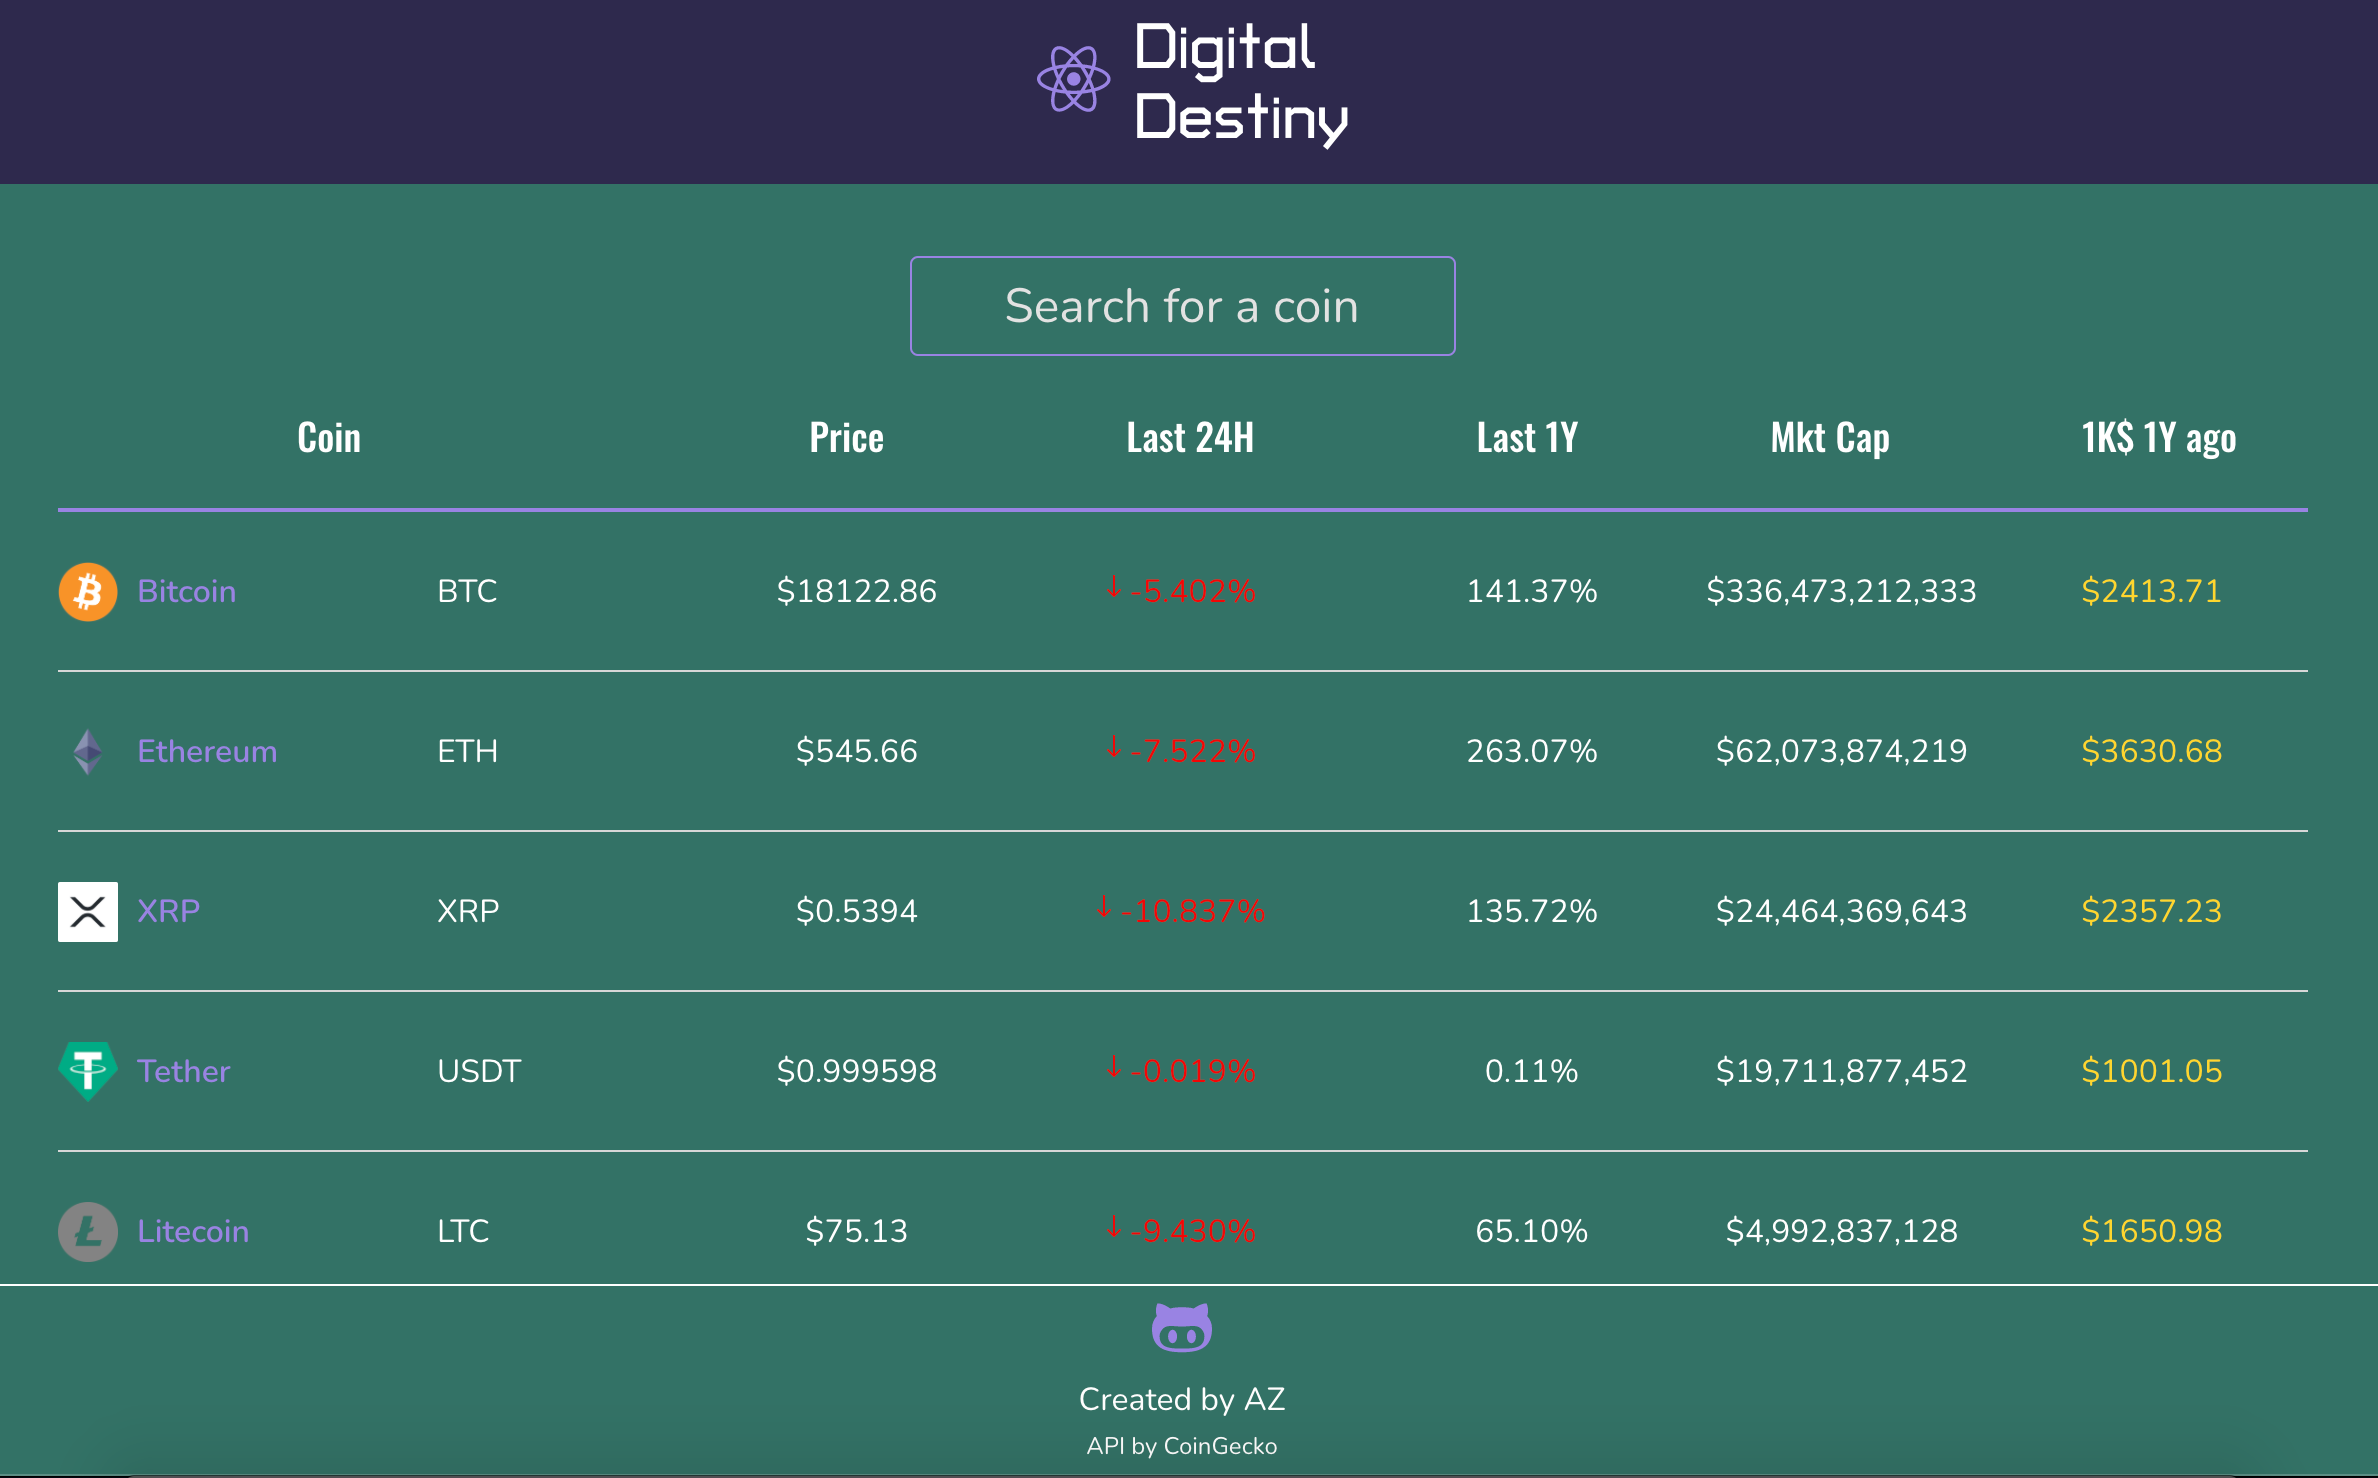 Digital
Destiny
Search for a coin
Coin Price Last 24H Last 1Y Mkt Cap 1K$ 1Y ago
Bitcoin BTC $18122.86 ↓ -5.402% 141.37% $336,473,212,333 $2413.71
Ethereum ETH $545.66 ↓ -7.522% 263.07% $62,073,874,219 $3630.68
XRP XRP $0.5394 ↓ -10.837% 135.72% $24,464,369,643 $2357.23
Tether USDT $0.999598 ↓ -0.019% 0.11% $19,711,877,452 $1001.05
Litecoin LTC $75.13 ↓ -9.430% 65.10% $4,992,837,128 $1650.98
Created by AZ
API by CoinGecko